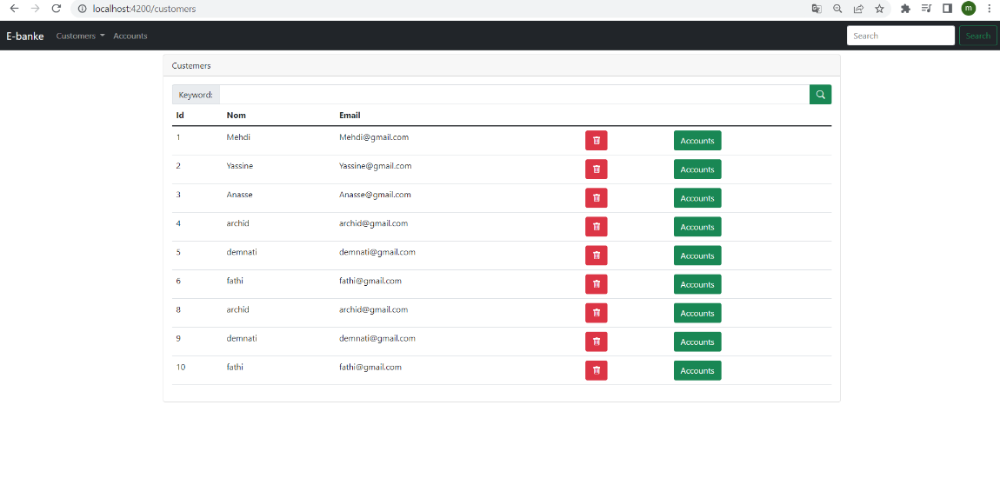 localhost:4200/customers
m
E-banke Customers Accounts Search Search
Custemers
Keyword:
Id Nom Email
1 Mehdi Mehdi@gmail.com Accounts
2 Yassine Yassine@gmail.com Accounts
3 Anasse Anasse@gmail.com Accounts
4 archid archid@gmail.com Accounts
5 demnati demnati@gmail.com Accounts
6 fathi fathi@gmail.com Accounts
8 archid archid@gmail.com Accounts
9 demnati demnati@gmail.com Accounts
10 fathi fathi@gmail.com Accounts